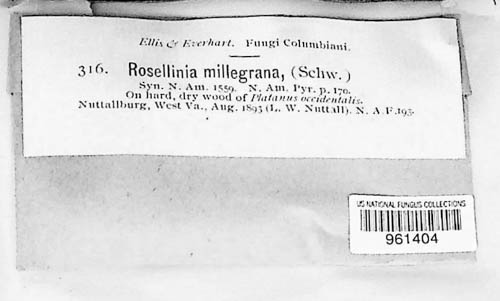 Ellis & Everhart. Fungi Columbiani.
316. Rosellinia millegrana, (Schw.)
Syn. N. Am. 1559. N. Am. Pyr. p. 170.
On hard, dry wood of Platanus occidentalis.
Nuttallburg, West Va., Aug. 1893 (L. W. Nuttall). N. A. F. 193.
US NATIONAL FUNGUS COLLECTIONS
961404